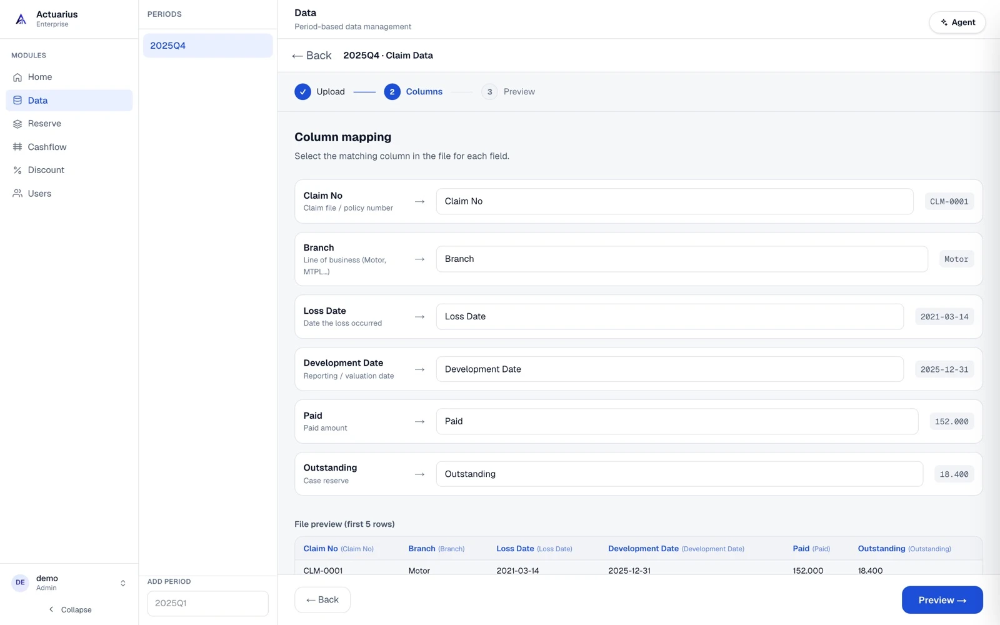 Actuarius
Enterprise
MODULES
Home
Data
Reserve
Cashflow
Discount
Users
DE
demo
Admin
Collapse
PERIODS
2025Q4
ADD PERIOD
2025Q1
Data
Period-based data management
Agent
← Back
2025Q4 · Claim Data
Upload
2 Columns
3 Preview
Column mapping
Select the matching column in the file for each field.
Claim No
Claim file / policy number
→
Claim No
CLM-0001
Branch
Line of business (Motor,
MTPL...)
→
Branch
Motor
Loss Date
Date the loss occurred
→
Loss Date
2021-03-14
Development Date
Reporting / valuation date
→
Development Date
2025-12-31
Paid
Paid amount
→
Paid
152.000
Outstanding
Case reserve
→
Outstanding
18.400
File preview (first 5 rows)
Claim No (Claim No) Branch (Branch) Loss Date (Loss Date) Development Date (Development Date) Paid (Paid) Outstanding (Outstanding)
CLM-0001 Motor 2021-03-14 2025-12-31 152.000 18.400
← Back
Preview →